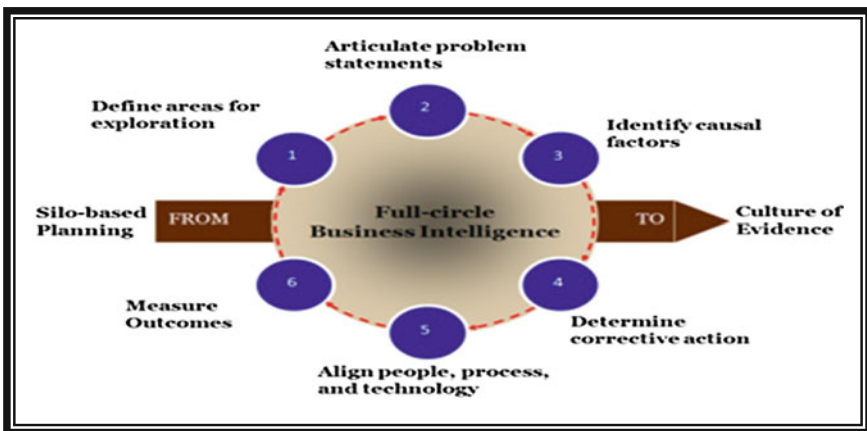 Articulate problem
statements
2
Define areas for
exploration
1
Identify causal
factors
3
Silo-based
Planning
FROM
Full-circle
Business Intelligence
TO
Culture of
Evidence
6
Measure
Outcomes
4
Determine
corrective action
5
Align people, process,
and technology